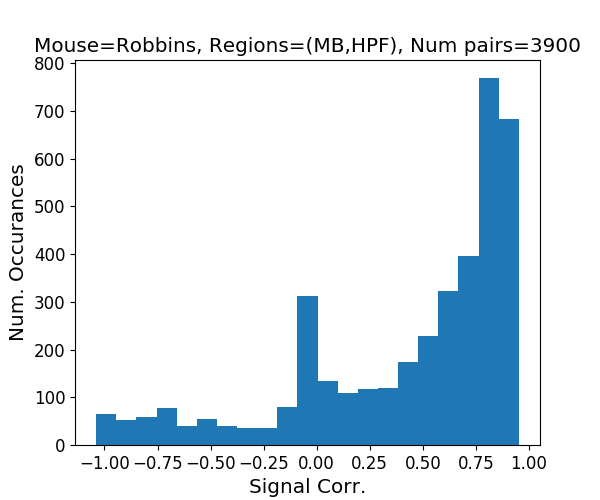 Mouse=Robbins, Regions=(MB,HPF), Num pairs=3900
800
700
600
500
400
300
200
100
0
Num. Occurances
−1.00 −0.75 −0.50 −0.25 0.00 0.25 0.50 0.75 1.00
Signal Corr.